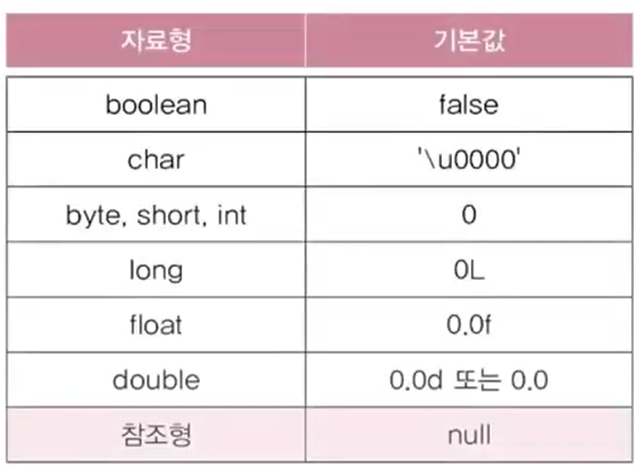 자료형 기본값
boolean false
char '\u0000'
byte, short, int 0
long 0L
float 0.0f
double 0.0d 또는 0.0
참조형 null